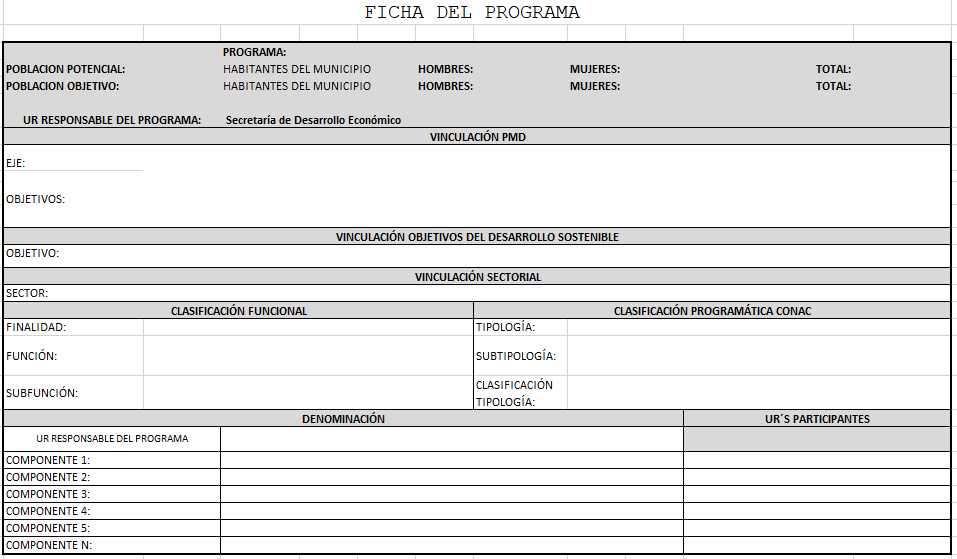 FICHA DEL PROGRAMA
PROGRAMA:
POBLACION POTENCIAL: HABITANTES DEL MUNICIPIO HOMBRES: MUJERES: TOTAL:
POBLACION OBJETIVO: HABITANTES DEL MUNICIPIO HOMBRES: MUJERES: TOTAL:
UR RESPONSABLE DEL PROGRAMA: Secretaría de Desarrollo Económico
VINCULACIÓN PMD
EJE:
OBJETIVOS:
VINCULACIÓN OBJETIVOS DEL DESARROLLO SOSTENIBLE
OBJETIVO:
VINCULACIÓN SECTORIAL
SECTOR:
CLASIFICACIÓN FUNCIONAL CLASIFICACIÓN PROGRAMÁTICA CONAC
FINALIDAD: TIPOLOGÍA:
FUNCIÓN: SUBTIPOLOGÍA:
SUBFUNCIÓN: CLASIFICACIÓN
TIPOLOGÍA:
DENOMINACIÓN UR´S PARTICIPANTES
UR RESPONSABLE DEL PROGRAMA
COMPONENTE 1:
COMPONENTE 2:
COMPONENTE 3:
COMPONENTE 4:
COMPONENTE 5:
COMPONENTE N: